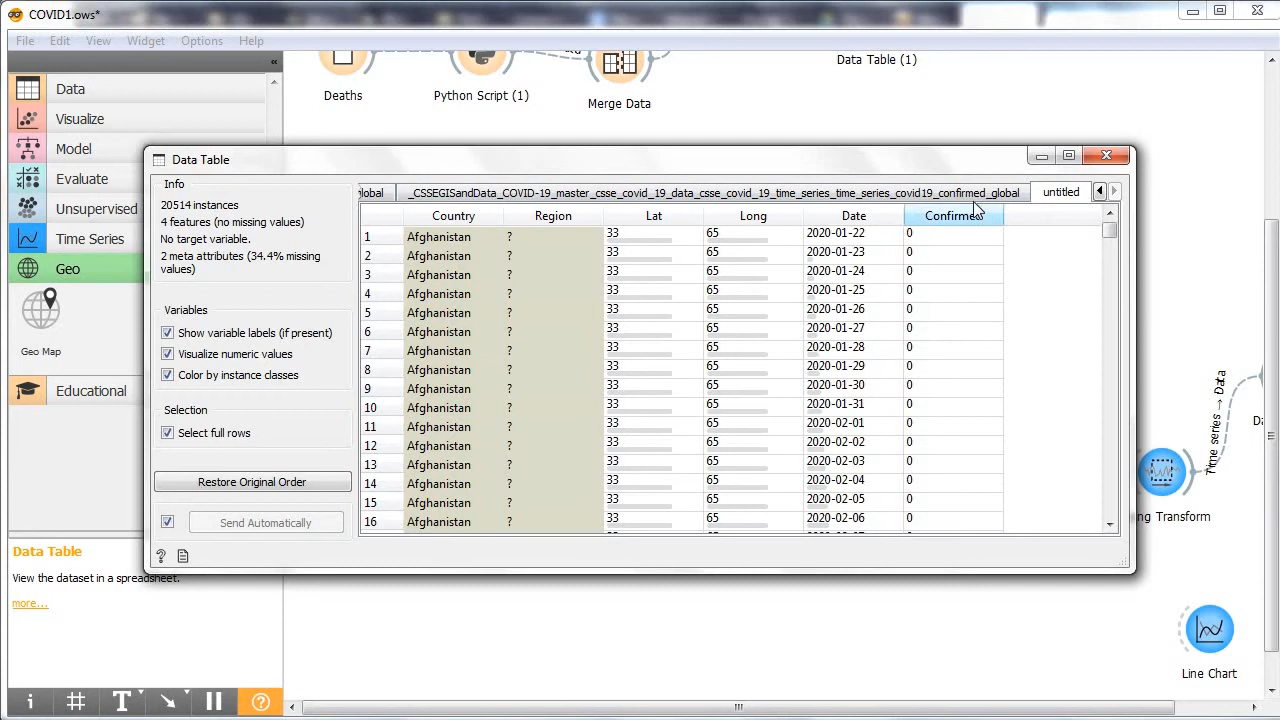 COVID1.ows*
File Edit View Widget Options Help
«
Data
Visualize
Model
Evaluate
Unsupervised
Time Series
Geo
Geo Map
Educational
Data Table
View the dataset in a spreadsheet.
more...
Deaths
Python Script (1)
Merge Data
Data Table (1)
Data Table
Info
20514 instances
4 features (no missing values)
No target variable.
2 meta attributes (34.4% missing
values)
Variables
Show variable labels (if present)
Visualize numeric values
Color by instance classes
Selection
Select full rows
Restore Original Order
Send Automatically
?
lobal _CSSEGISandData_COVID-19_master_csse_covid_19_data_csse_covid_19_time_series_time_series_covid19_confirmed_global untitled
Country Region Lat Long Date Confirmed
1 Afghanistan ? 33 65 2020-01-22 0
2 Afghanistan ? 33 65 2020-01-23 0
3 Afghanistan ? 33 65 2020-01-24 0
4 Afghanistan ? 33 65 2020-01-25 0
5 Afghanistan ? 33 65 2020-01-26 0
6 Afghanistan ? 33 65 2020-01-27 0
7 Afghanistan ? 33 65 2020-01-28 0
8 Afghanistan ? 33 65 2020-01-29 0
9 Afghanistan ? 33 65 2020-01-30 0
10 Afghanistan ? 33 65 2020-01-31 0
11 Afghanistan ? 33 65 2020-02-01 0
12 Afghanistan ? 33 65 2020-02-02 0
13 Afghanistan ? 33 65 2020-02-03 0
14 Afghanistan ? 33 65 2020-02-04 0
15 Afghanistan ? 33 65 2020-02-05 0
16 Afghanistan ? 33 65 2020-02-06 0
Time series → Data
Da
ng Transform
Line Chart
i # T ?